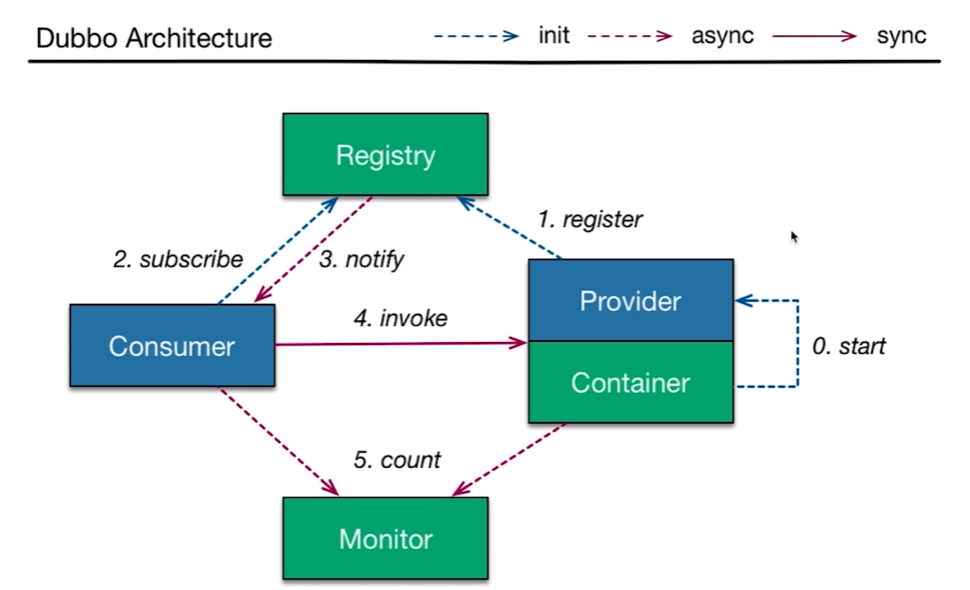 Dubbo Architecture
init
async
sync
Registry
1. register
2. subscribe
3. notify
Provider
4. invoke
Consumer
0. start
Container
5. count
Monitor